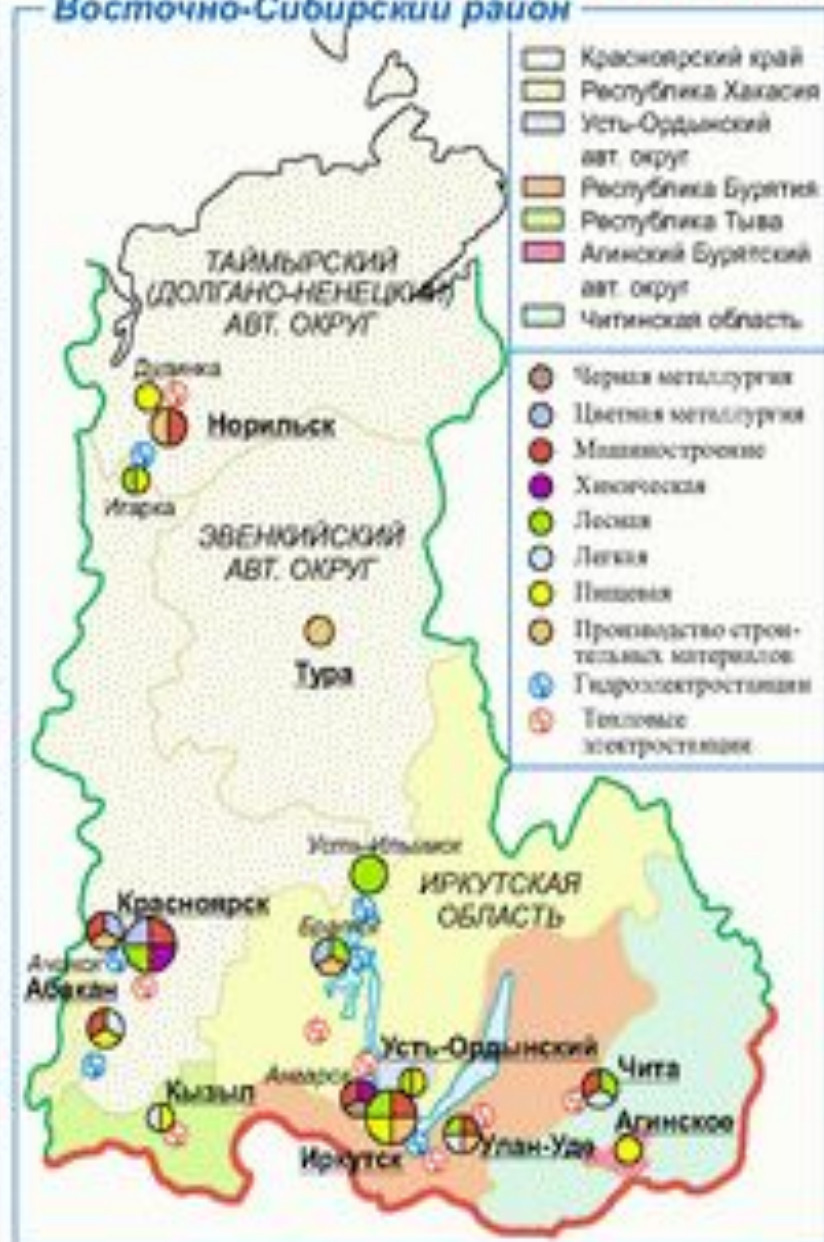 Восточно-Сибирский район
Красноярский край
Республика Хакасия
Усть-Ордынский
авт. округ
Республика Бурятия
Республика Тыва
Агинский Бурятский
авт. округ
Читинская область
Черная металлургия
Цветная металлургия
Машиностроение
Химическая
Лесная
Легкая
Пищевая
Производство строи-
тельных материалов
Гидроэлектростанции
Тепловые
электростанции
ТАЙМЫРСКИЙ
(ДОЛГАНО-НЕНЕЦКИЙ)
АВТ. ОКРУГ
Дудинка
Норильск
Игарка
ЭВЕНКИЙСКИЙ
АВТ. ОКРУГ
Тура
Усть-Илимск
ИРКУТСКАЯ
ОБЛАСТЬ
Красноярск
Братск
Ачинск
Абакан
Усть-Ордынский
Ангарск
Чита
Кызыл
Агинское
Улан-Удэ
Иркутск